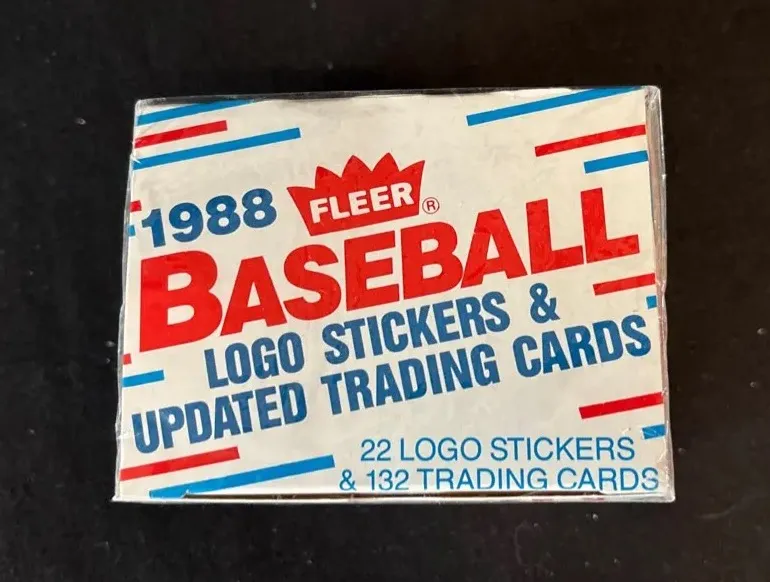 1988 FLEER®
BASEBALL
LOGO STICKERS &
UPDATED TRADING CARDS
22 LOGO STICKERS
& 132 TRADING CARDS